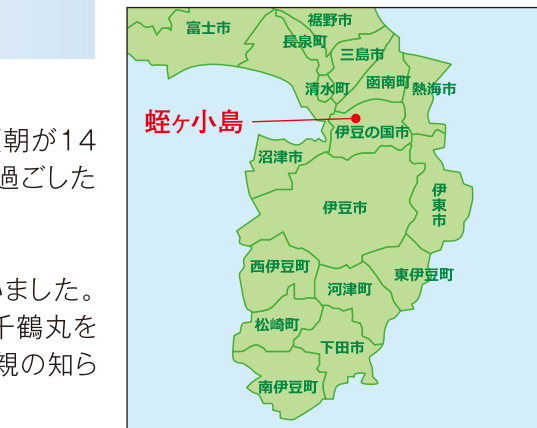 朝が14
過ごした
いました。
千鶴丸を
親の知ら
富士市
裾野市
長泉町
三島市
清水町
函南町
熱海市
蛭ヶ小島
伊豆の国市
沼津市
伊豆市
伊東市
西伊豆町
河津町
東伊豆町
松崎町
下田市
南伊豆町